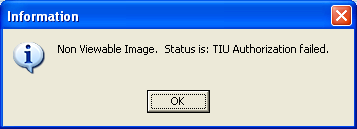 Information
Non Viewable Image.  Status is: TIU Authorization failed.
OK